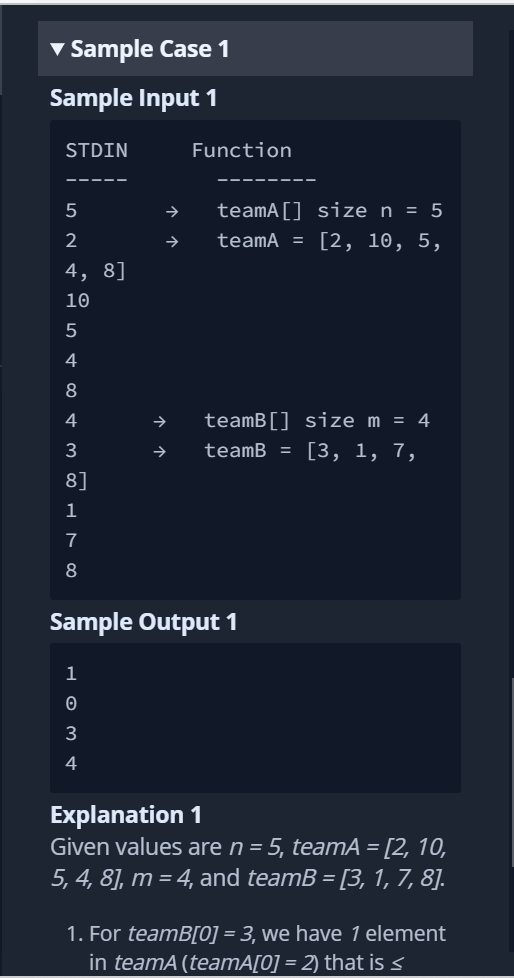 ▼ Sample Case 1
Sample Input 1
STDIN     Function
-----       --------
5       →   teamA[] size n = 5
2       →   teamA = [2, 10, 5,
4, 8]
10
5
4
8
4      →   teamB[] size m = 4
3      →   teamB = [3, 1, 7,
8]
1
7
8
Sample Output 1
1
0
3
4
Explanation 1
Given values are n = 5, teamA = [2, 10,
5, 4, 8], m = 4, and teamB = [3, 1, 7, 8].
1. For teamB[0] = 3, we have 1 element
in teamA (teamA[0] = 2) that is ≤